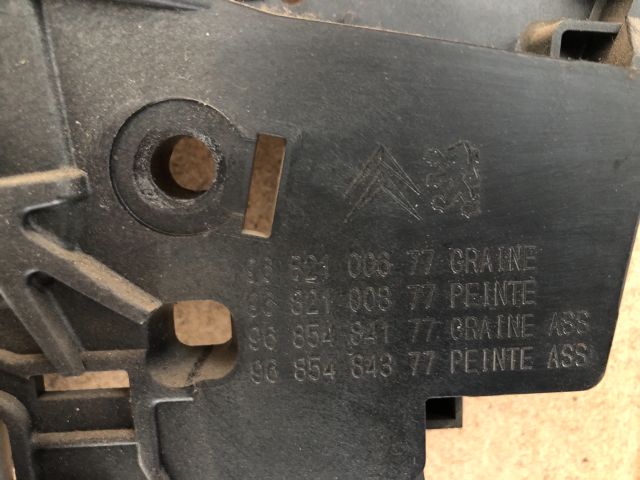 96 821 006 77 GRAINE
96 821 008 77 PEINTE
96 854 841 77 GRAINE ASS
96 854 843 77 PEINTE ASS